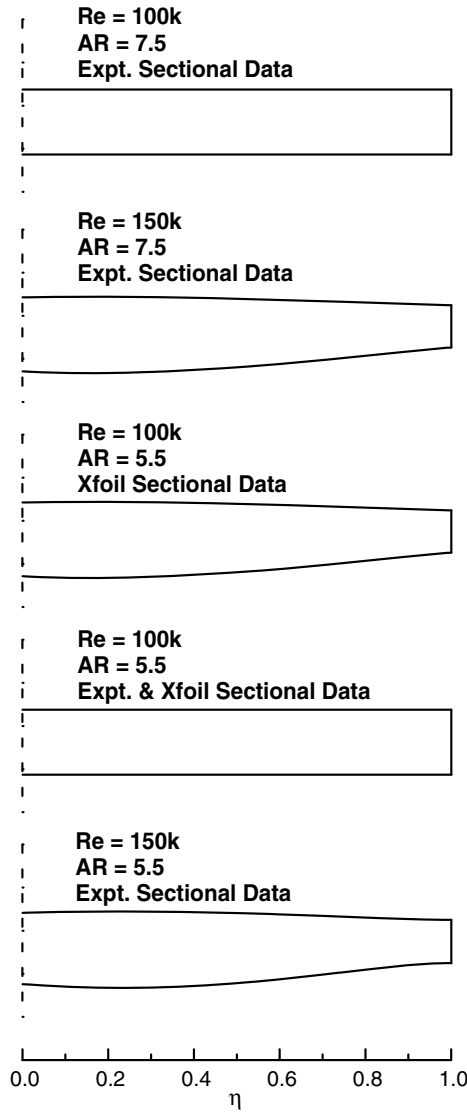 Re = 100k
AR = 7.5
Expt. Sectional Data
Re = 150k
AR = 7.5
Expt. Sectional Data
Re = 100k
AR = 5.5
Xfoil Sectional Data
Re = 100k
AR = 5.5
Expt. & Xfoil Sectional Data
Re = 150k
AR = 5.5
Expt. Sectional Data
0.0 0.2 0.4 0.6 0.8 1.0
η